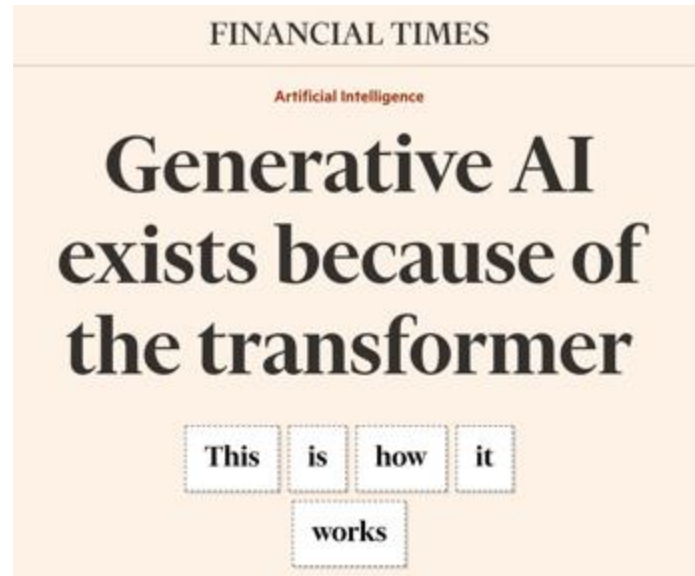 FINANCIAL TIMES
Artificial Intelligence
Generative AI
exists because of
the transformer
This is how it
works